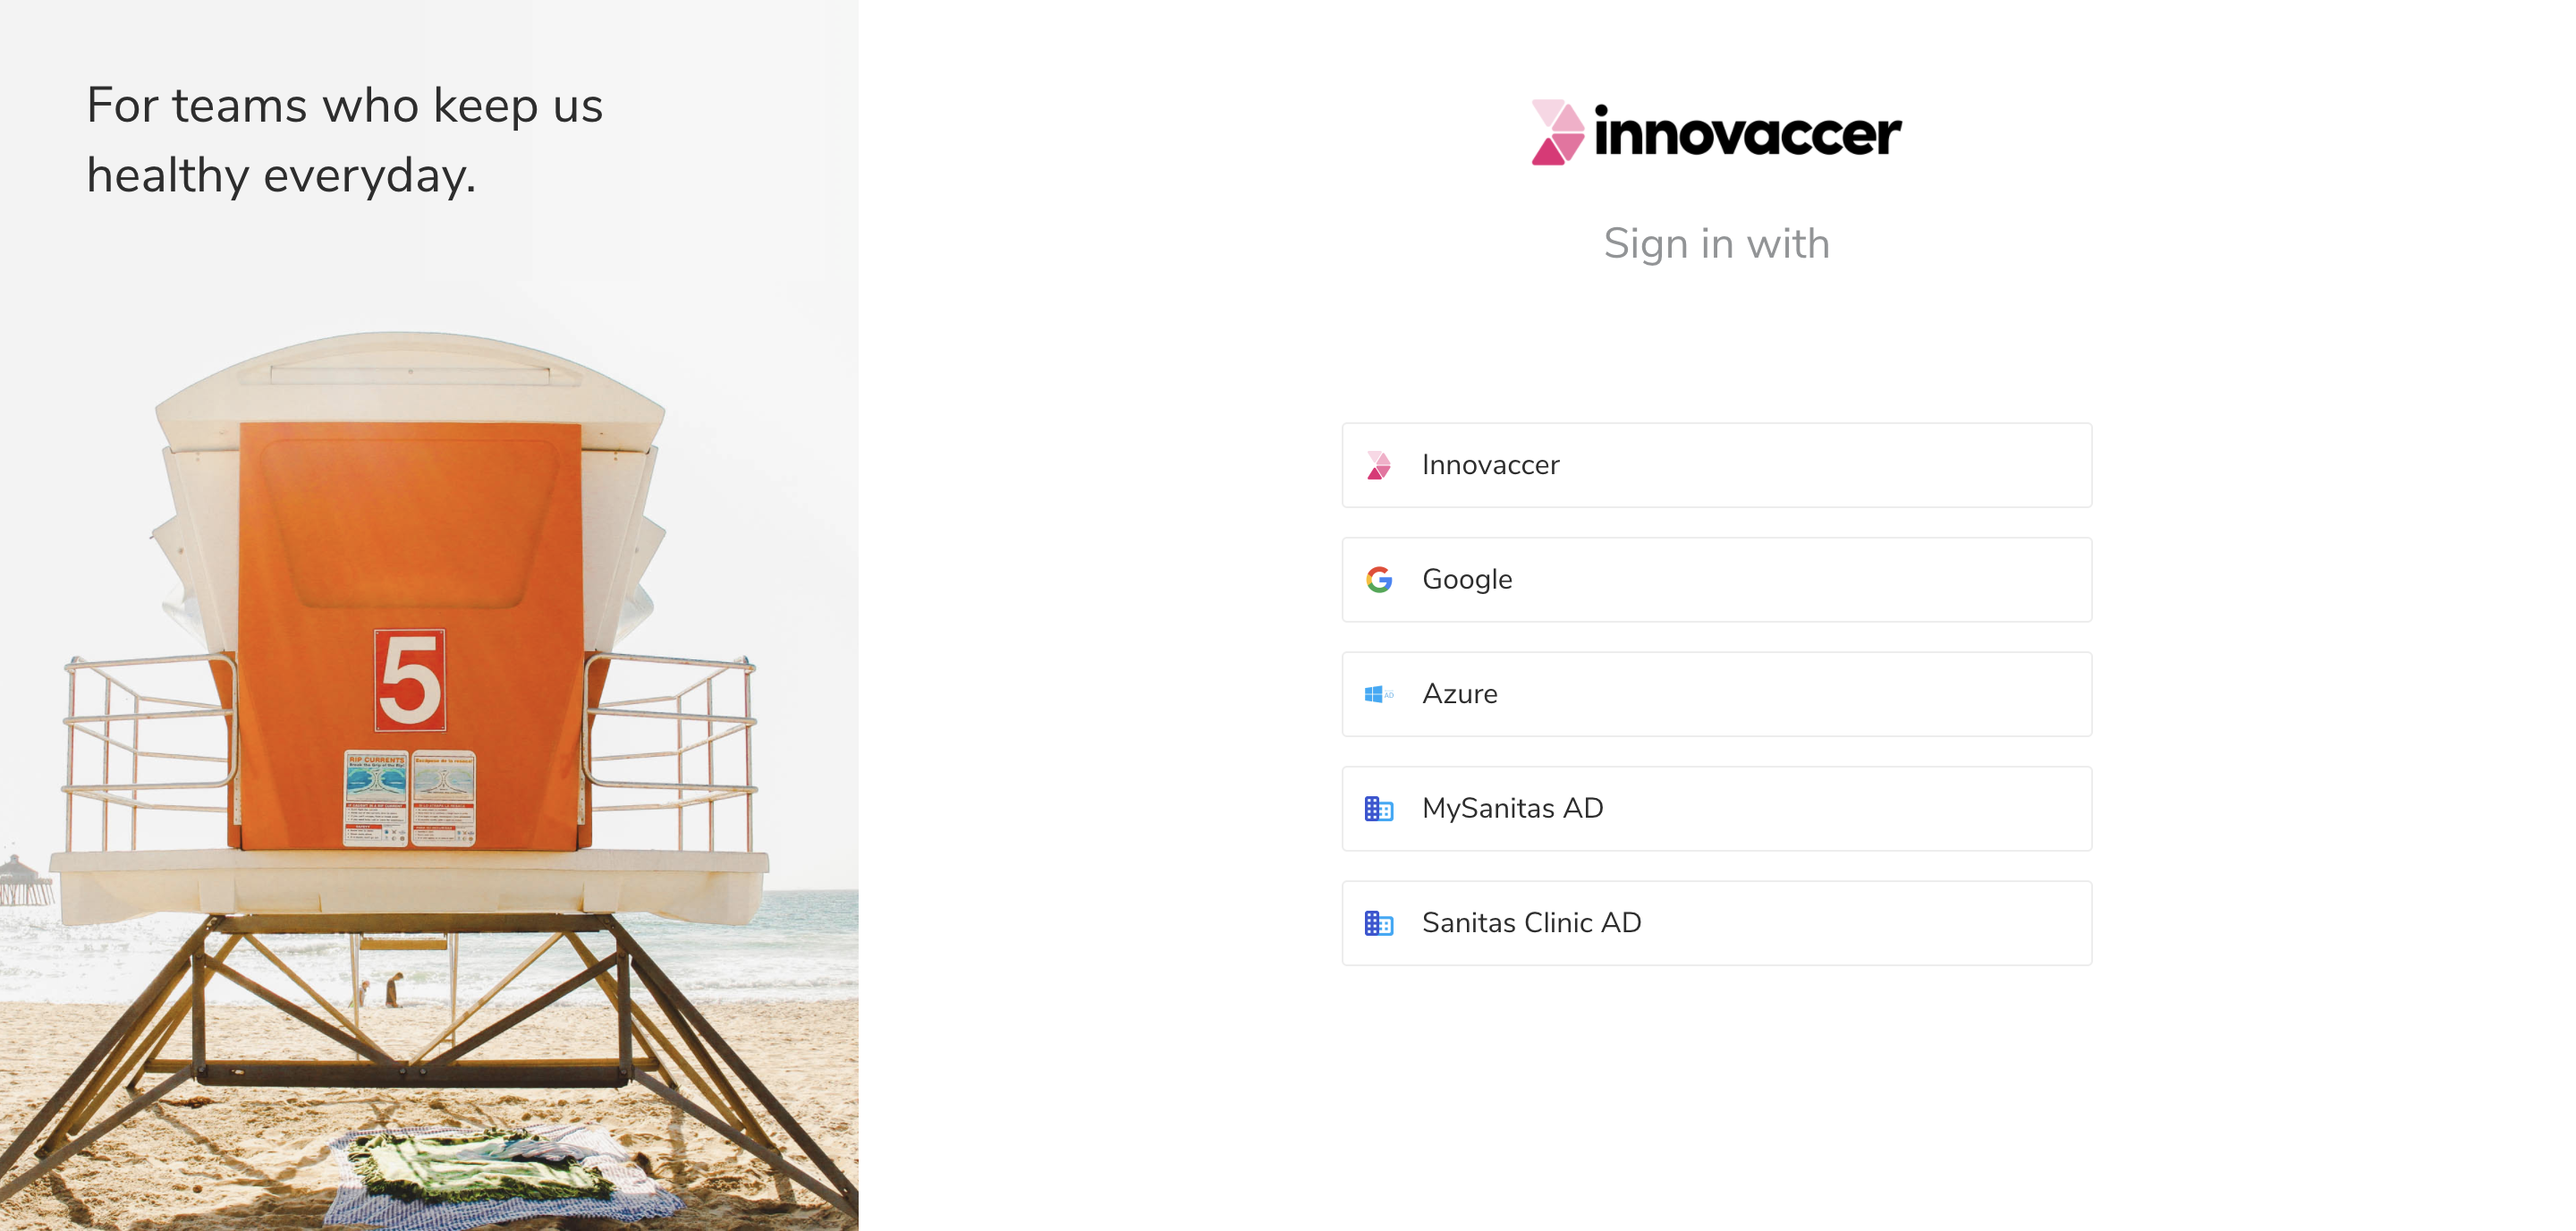 For teams who keep us
healthy everyday.
5
RIP CURRENTS
innovaccer
Sign in with
Innovaccer
Google
AD
Azure
MySanitas AD
Sanitas Clinic AD